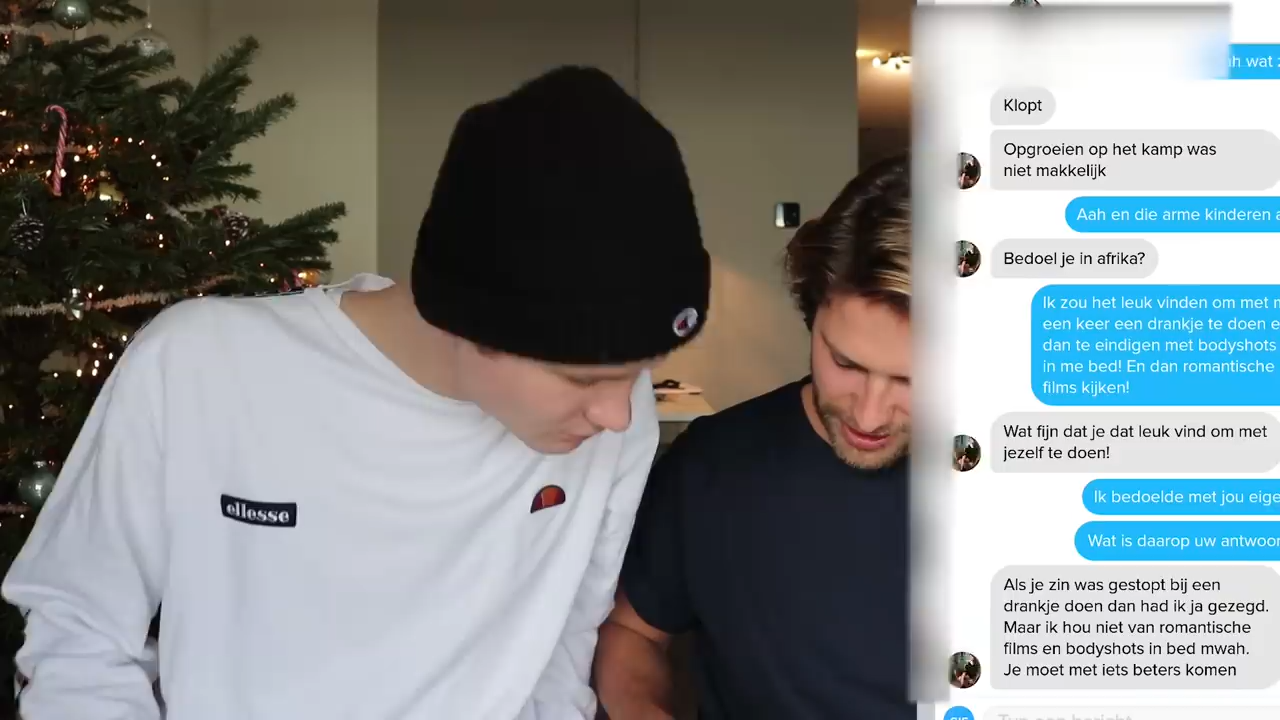 h wat
Klopt
Opgroeien op het kamp was
niet makkelijk
Aah en die arme kinderen
Bedoel je in afrika?
Ik zou het leuk vinden om met
een keer een drankje te doen
dan te eindigen met bodyshots
in me bed! En dan romantische
films kijken!
Wat fijn dat je dat leuk vind om met
jezelf te doen!
Ik bedoelde met jou
Wat is daarop uw
Als je zin was gestopt bij een
drankje doen dan had ik ja gezegd.
Maar ik hou niet van romantische
films en bodyshots in bed mwah.
Je moet met iets beters komen
ellesse